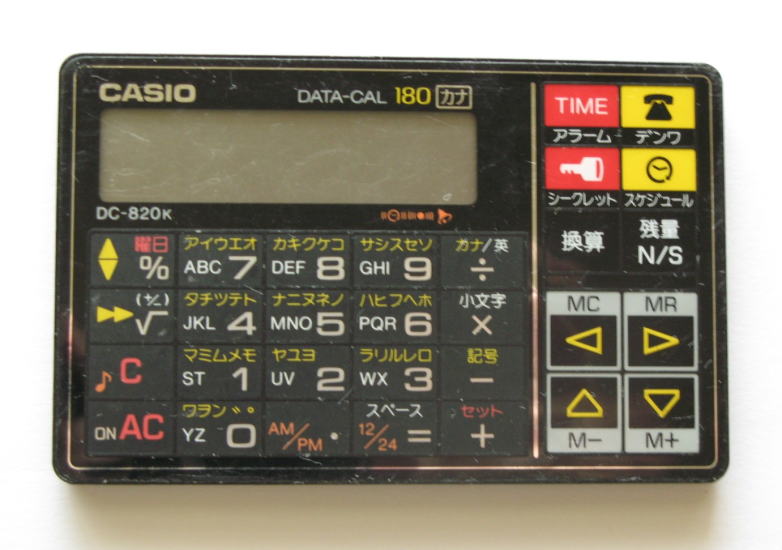 CASIO DATA-CAL 180 カナ
TIME
アラーム デンワ
シークレット スケジュール
DC-820K
換算 残量 N/S
曜日 % アイウエオ ABC 7 カキクケコ DEF 8 サシスセソ GHI 9 カナ/英 ÷
(+/-) √ タチツテト JKL 4 ナニヌネノ MNO 5 ハヒフヘホ PQR 6 小文字 ×
MC MR
♪ C マミムメモ ST 1 ヤユヨ UV 2 ラリルレロ WX 3 記号 −
ON AC ワヲン゛゜ YZ 0 AM/PM · スペース 12/24 = セット +
M− M+